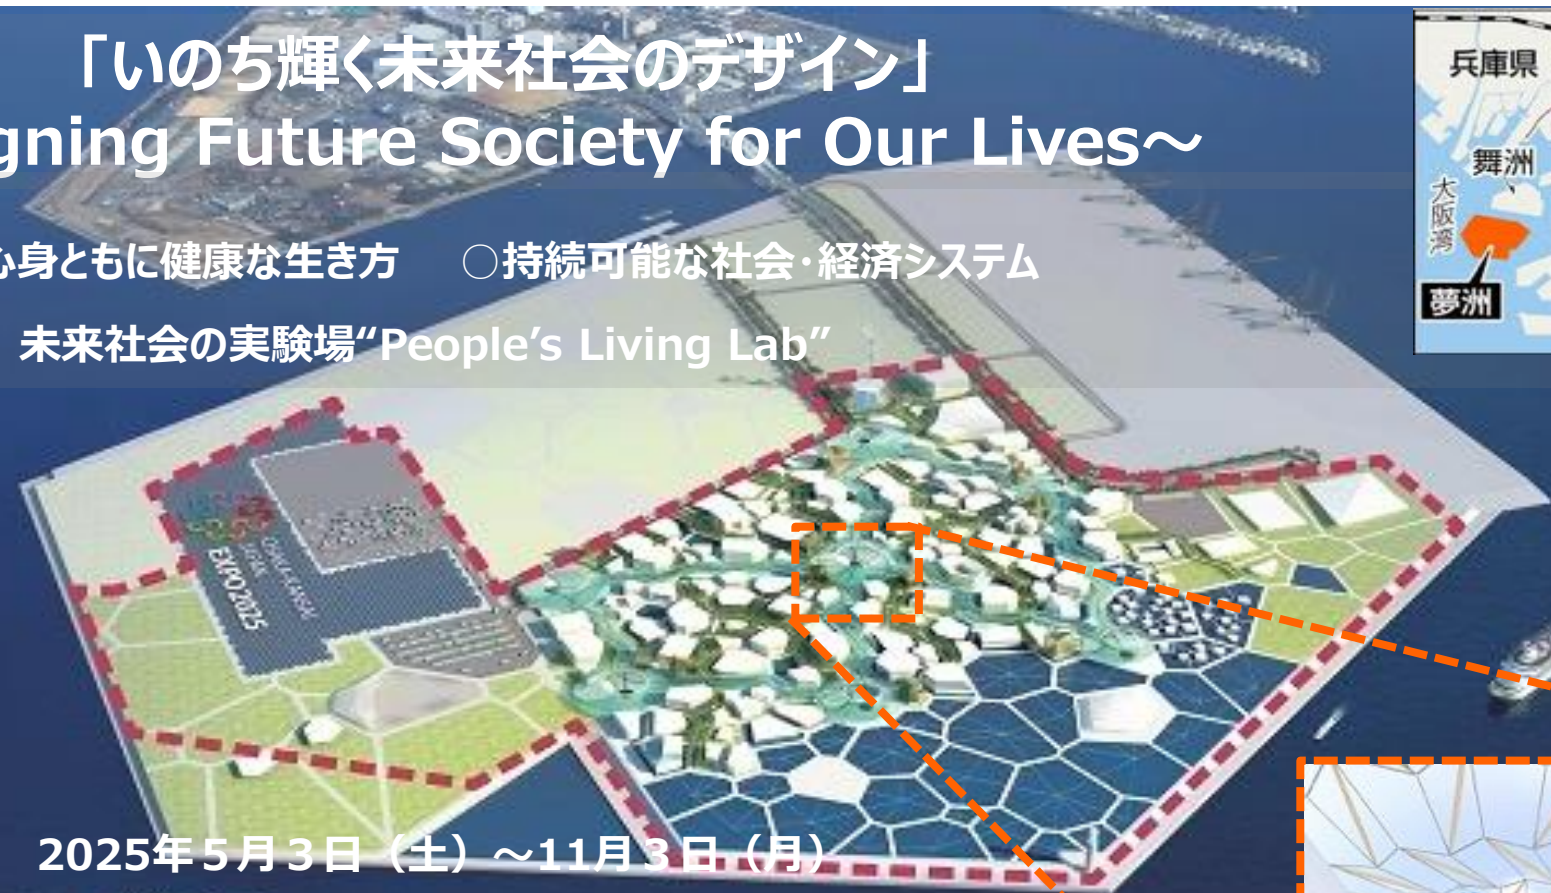 「いのち輝く未来社会のデザイン」
gning Future Society for Our Lives～
心身ともに健康な生き方　○持続可能な社会・経済システム
未来社会の実験場“People’s Living Lab”
兵庫県
舞洲
大阪湾
夢洲
OSAKA, KANSAI,
JAPAN
EXPO2025
2025年５月３日（土）～11月３日（月）